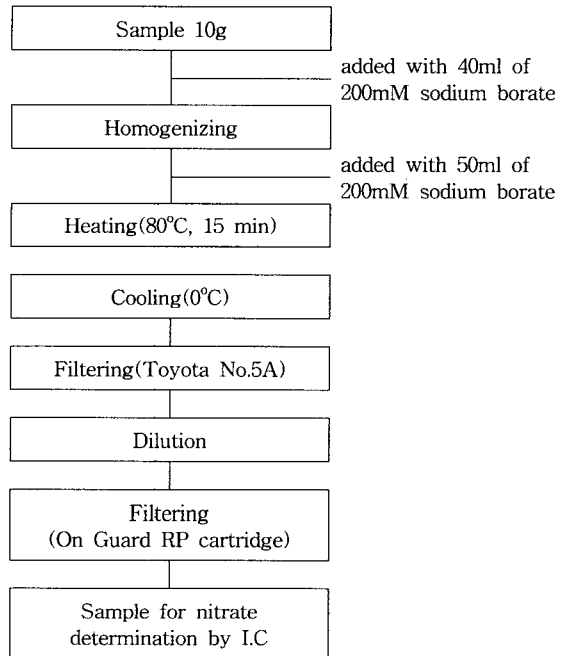 Sample 10g
added with 40ml of
200mM sodium borate
Homogenizing
added with 50ml of
200mM sodium borate
Heating(80°C, 15 min)
Cooling(0°C)
Filtering(Toyota No.5A)
Dilution
Filtering
(On Guard RP cartridge)
Sample for nitrate
determination by I.C